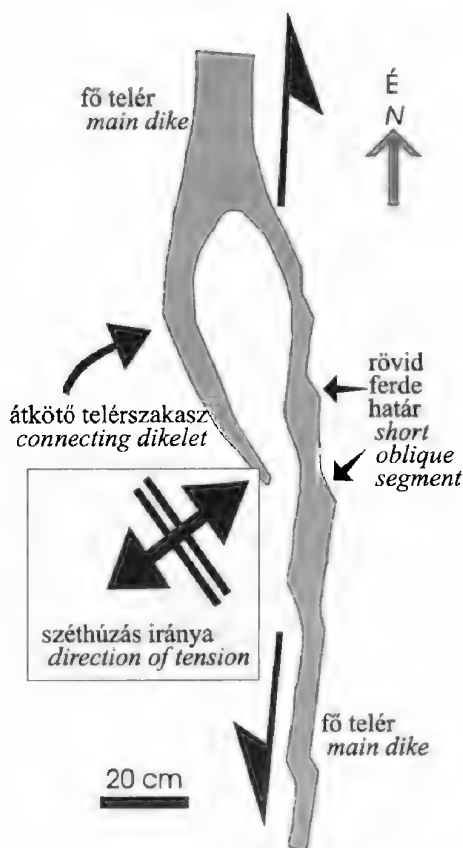 fő telér
main dike
É
N
átkötő telérszakasz
connecting dikelet
rövid
ferde
határ
short
oblique
segment
széthúzás iránya
direction of tension
fő telér
main dike
20 cm